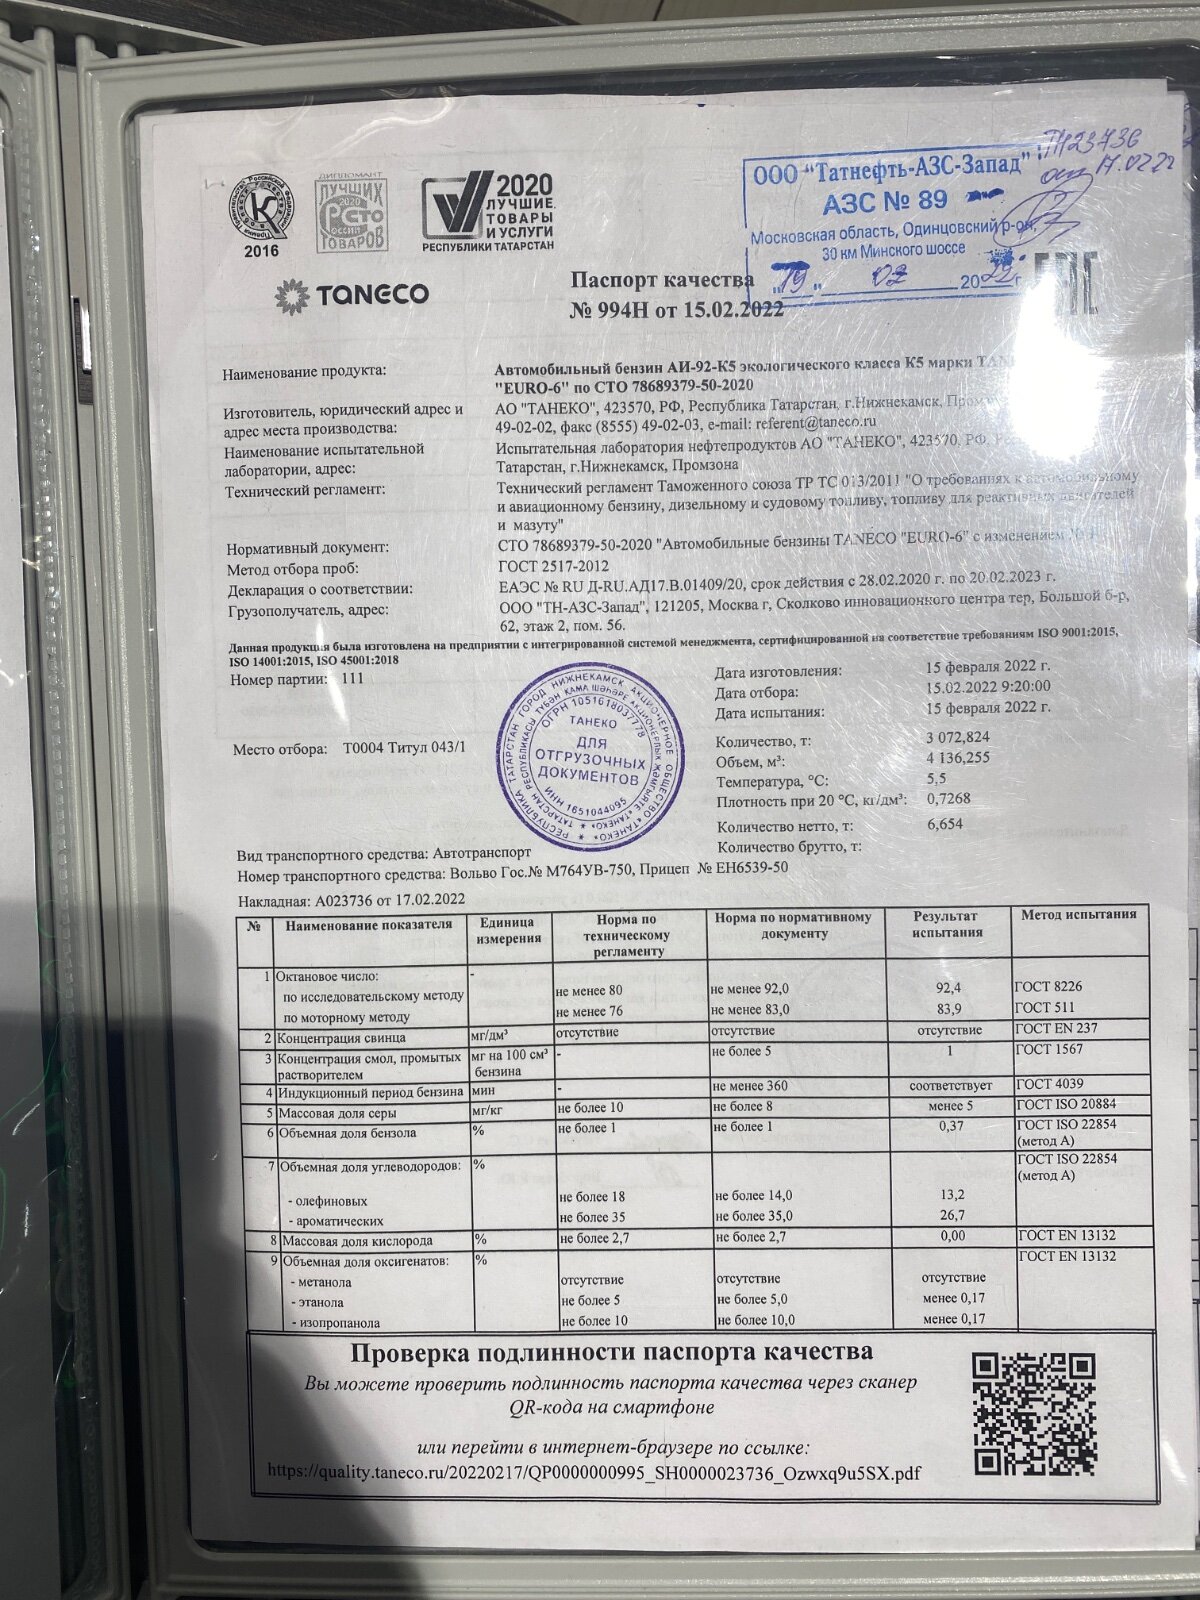 ТН23736
от 17.02.22
ООО "Татнефть-АЗС-Запад"
АЗС № 89
Московская область, Одинцовский р-он,
30 км Минского шоссе
"19" 02 2022г.
2016
ДИПЛОМАНТ
ЛУЧШИХ
2020
РСТО
РОССИИ
ТОВАРОВ
2020
ЛУЧШИЕ
ТОВАРЫ
И УСЛУГИ
РЕСПУБЛИКИ ТАТАРСТАН
TANECO
EAC
Паспорт качества
№ 994Н от 15.02.2022
Наименование продукта: Автомобильный бензин АИ-92-К5 экологического класса К5 марки
"EURO-6" по СТО 78689379-50-2020
Изготовитель, юридический адрес и адрес места производства: АО "ТАНЕКО", 423570, РФ, Республика Татарстан, г.Нижнекамск,
49-02-02, факс (8555) 49-02-03, e-mail: referent@taneco.ru
Наименование испытательной лаборатории, адрес: Испытательная лаборатория нефтепродуктов АО "ТАНЕКО", 423570, РФ,
Татарстан, г.Нижнекамск, Промзона
Технический регламент: Технический регламент Таможенного союза ТР ТС 013/2011 "О требованиях к автомобильному
и авиационному бензину, дизельному и судовому топливу, топливу для реактивных двигателей
и мазуту"
Нормативный документ: СТО 78689379-50-2020 "Автомобильные бензины TANECO "EURO-6" с изменением
Метод отбора проб: ГОСТ 2517-2012
Декларация о соответствии: ЕАЭС № RU Д-RU.АД17.В.01409/20, срок действия с 28.02.2020 г. по 20.02.2023 г.
Грузополучатель, адрес: ООО "ТН-АЗС-Запад", 121205, Москва г, Сколково инновационного центра тер, Большой б-р,
62, этаж 2, пом. 56.
Данная продукция была изготовлена на предприятии с интегрированной системой менеджмента, сертифицированной на соответствие требованиям ISO 9001:2015,
ISO 14001:2015, ISO 45001:2018
Номер партии: 111
Дата изготовления: 15 февраля 2022 г.
Дата отбора: 15.02.2022 9:20:00
Дата испытания: 15 февраля 2022 г.
Место отбора: Т0004 Титул 043/1
Количество, т: 3 072,824
Объем, м³: 4 136,255
Температура, °С: 5,5
Плотность при 20 °С, кг/дм³: 0,7268
Количество нетто, т: 6,654
Количество брутто, т:
РЕСПУБЛИКА ТАТАРСТАН ГОРОД НИЖНЕКАМСК АКЦИОНЕРНОЕ ОБЩЕСТВО «ТАНЕКО»
ОГРН 1051618037778
ТАНЕКО
ДЛЯ
ОТГРУЗОЧНЫХ
ДОКУМЕНТОВ
ИНН 1651044095
Вид транспортного средства: Автотранспорт
Номер транспортного средства: Вольво Гос.№ М764УВ-750, Прицеп № ЕН6539-50
Накладная: А023736 от 17.02.2022
№ Наименование показателя Единица измерения Норма по техническому регламенту Норма по нормативному документу Результат испытания Метод испытания
1 Октановое число: -
по исследовательскому методу не менее 80 не менее 92,0 92,4 ГОСТ 8226
по моторному методу не менее 76 не менее 83,0 83,9 ГОСТ 511
2 Концентрация свинца мг/дм³ отсутствие отсутствие отсутствие ГОСТ EN 237
3 Концентрация смол, промытых растворителем мг на 100 см³ бензина - не более 5 1 ГОСТ 1567
4 Индукционный период бензина мин - не менее 360 соответствует ГОСТ 4039
5 Массовая доля серы мг/кг не более 10 не более 8 менее 5 ГОСТ ISO 20884
6 Объемная доля бензола % не более 1 не более 1 0,37 ГОСТ ISO 22854 (метод А)
7 Объемная доля углеводородов: % ГОСТ ISO 22854 (метод А)
- олефиновых не более 18 не более 14,0 13,2
- ароматических не более 35 не более 35,0 26,7
8 Массовая доля кислорода % не более 2,7 не более 2,7 0,00 ГОСТ EN 13132
9 Объемная доля оксигенатов: % ГОСТ EN 13132
- метанола отсутствие отсутствие отсутствие
- этанола не более 5 не более 5,0 менее 0,17
- изопропанола не более 10 не более 10,0 менее 0,17
Проверка подлинности паспорта качества
Вы можете проверить подлинность паспорта качества через сканер
QR-кода на смартфоне
или перейти в интернет-браузере по ссылке:
https://quality.taneco.ru/20220217/QP0000000995_SH0000023736_Ozwxq9u5SX.pdf